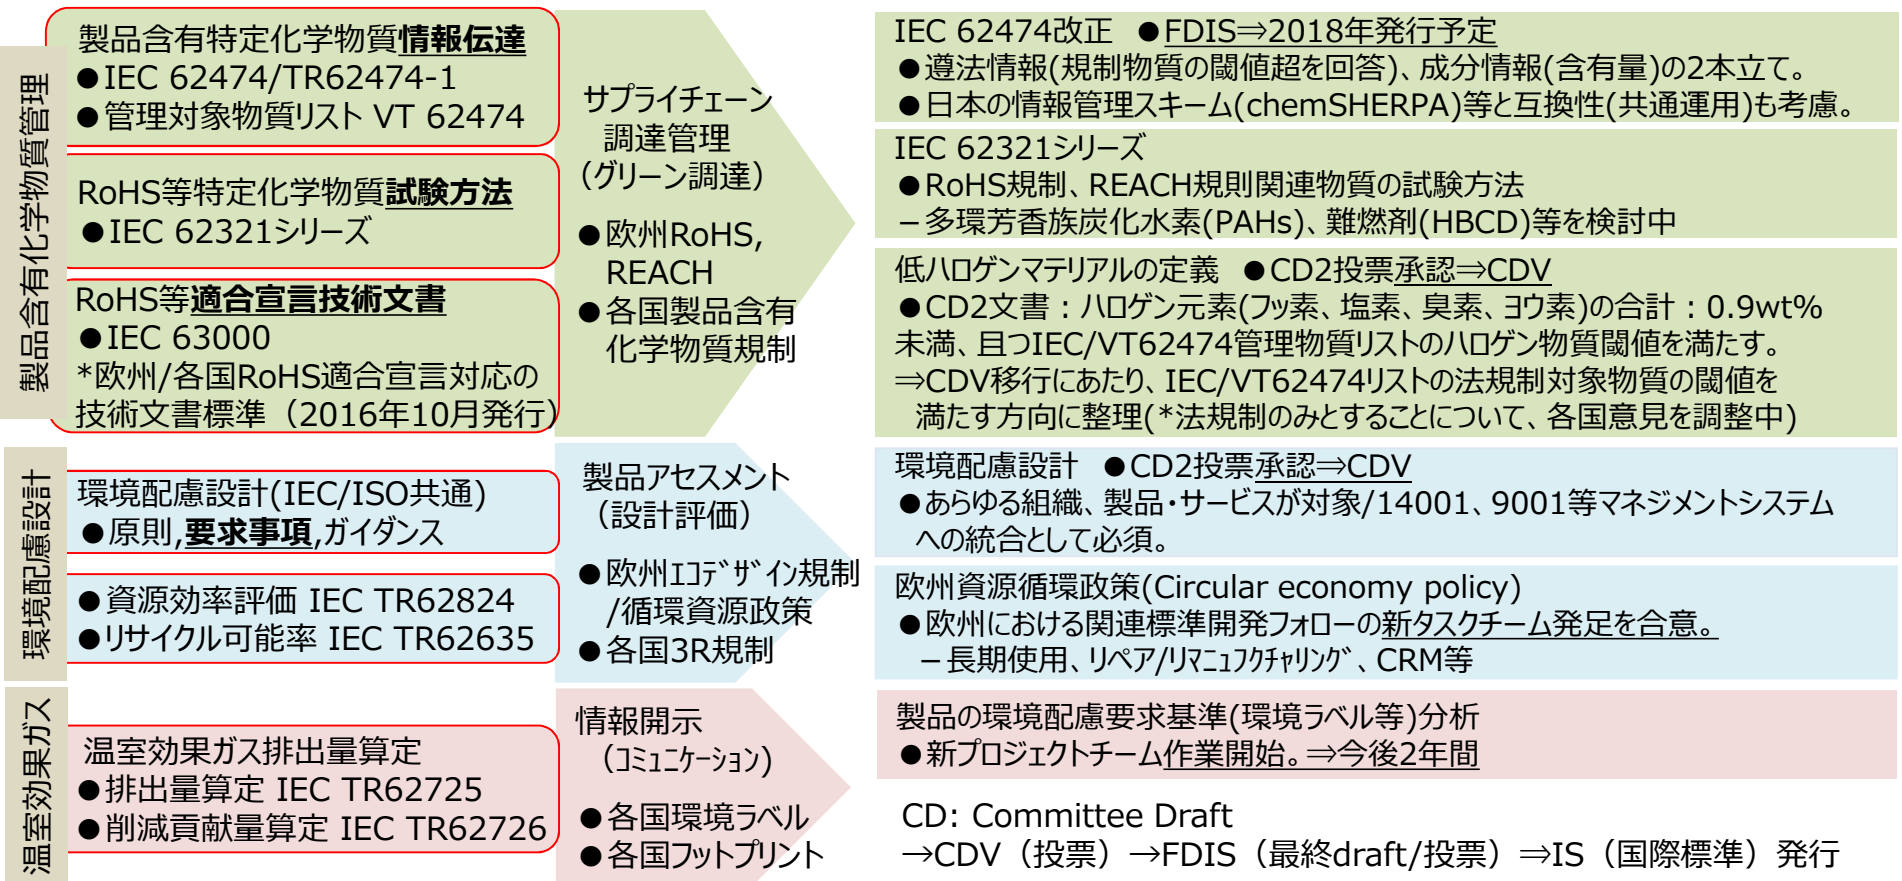 製品含有化学物質管理
製品含有特定化学物質情報伝達
●IEC 62474/TR62474-1
●管理対象物質リスト VT 62474
RoHS等特定化学物質試験方法
●IEC 62321シリーズ
RoHS等適合宣言技術文書
●IEC 63000
*欧州/各国RoHS適合宣言対応の
技術文書標準（2016年10月発行）
サプライチェーン
調達管理
（グリーン調達）
●欧州RoHS,
REACH
●各国製品含有
化学物質規制
IEC 62474改正　●FDIS⇒2018年発行予定
●遵法情報(規制物質の閾値超を回答)、成分情報(含有量)の2本立て。
●日本の情報管理スキーム(chemSHERPA)等と互換性(共通運用)も考慮。
IEC 62321シリーズ
●RoHS規制、REACH規則関連物質の試験方法
－多環芳香族炭化水素(PAHs)、難燃剤(HBCD)等を検討中
低ハロゲンマテリアルの定義　●CD2投票承認⇒CDV
●CD2文書：ハロゲン元素(フッ素、塩素、臭素、ヨウ素)の合計：0.9wt%
未満、且つIEC/VT62474管理物質リストのハロゲン物質閾値を満たす。
⇒CDV移行にあたり、IEC/VT62474リストの法規制対象物質の閾値を
満たす方向に整理(*法規制のみとすることについて、各国意見を調整中)
環境配慮設計
環境配慮設計(IEC/ISO共通)
●原則,要求事項,ガイダンス
●資源効率評価 IEC TR62824
●リサイクル可能率 IEC TR62635
製品アセスメント
（設計評価）
●欧州ｴｺﾃﾞｻﾞｲﾝ規制
/循環資源政策
●各国3R規制
環境配慮設計　●CD2投票承認⇒CDV
●あらゆる組織、製品・サービスが対象/14001、9001等マネジメントシステム
への統合として必須。
欧州資源循環政策(Circular economy policy)
●欧州における関連標準開発フォローの新タスクチーム発足を合意。
－長期使用、リペア/ﾘﾏﾆｭﾌｸﾁｬﾘﾝｸﾞ、CRM等
温室効果ガス
温室効果ガス排出量算定
●排出量算定 IEC TR62725
●削減貢献量算定 IEC TR62726
情報開示
（ｺﾐｭﾆｹｰｼｮﾝ）
●各国環境ラベル
●各国フットプリント
製品の環境配慮要求基準(環境ラベル等)分析
●新プロジェクトチーム作業開始。⇒今後2年間
CD: Committee Draft
→CDV（投票）→FDIS（最終draft/投票）⇒IS（国際標準）発行